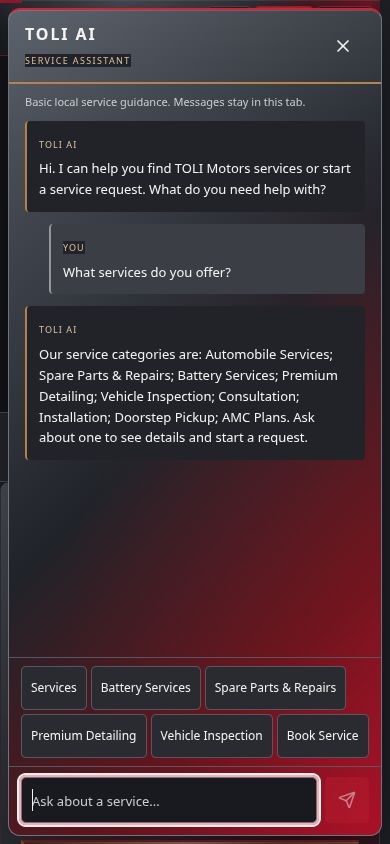 TOLI AI
SERVICE ASSISTANT
Basic local service guidance. Messages stay in this tab.
TOLI AI
Hi. I can help you find TOLI Motors services or start
a service request. What do you need help with?
YOU
What services do you offer?
TOLI AI
Our service categories are: Automobile Services;
Spare Parts & Repairs; Battery Services; Premium
Detailing; Vehicle Inspection; Consultation;
Installation; Doorstep Pickup; AMC Plans. Ask
about one to see details and start a request.
Services
Battery Services
Spare Parts & Repairs
Premium Detailing
Vehicle Inspection
Book Service
Ask about a service...